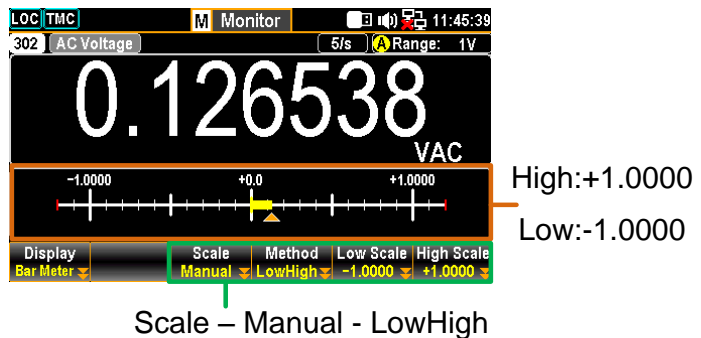 LOC TMC M Monitor 11:45:39
302 AC Voltage 5/s A Range: 1V
0.126538
VAC
-1.0000 +0.0 +1.0000
High:+1.0000
Low:-1.0000
Display Scale Method Low Scale High Scale
Bar Meter Manual LowHigh -1.0000 +1.0000
Scale – Manual - LowHigh